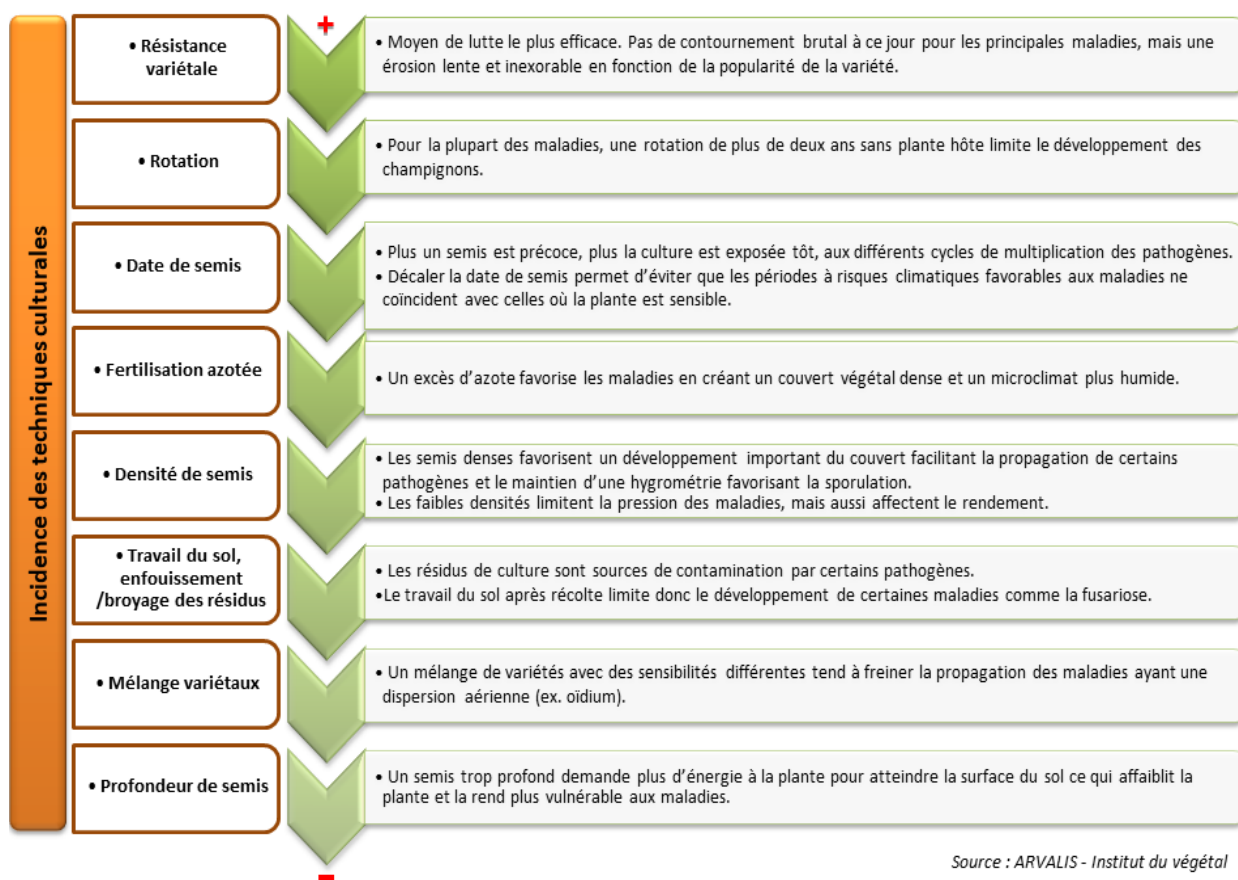 Incidence des techniques culturales
+
• Résistance
variétale
• Moyen de lutte le plus efficace. Pas de contournement brutal à ce jour pour les principales maladies, mais une
érosion lente et inexorable en fonction de la popularité de la variété.
• Rotation
• Pour la plupart des maladies, une rotation de plus de deux ans sans plante hôte limite le développement des
champignons.
• Date de semis
• Plus un semis est précoce, plus la culture est exposée tôt, aux différents cycles de multiplication des pathogènes.
• Décaler la date de semis permet d’éviter que les périodes à risques climatiques favorables aux maladies ne
coïncident avec celles où la plante est sensible.
• Fertilisation azotée
• Un excès d’azote favorise les maladies en créant un couvert végétal dense et un microclimat plus humide.
• Densité de semis
• Les semis denses favorisent un développement important du couvert facilitant la propagation de certains
pathogènes et le maintien d’une hygrométrie favorisant la sporulation.
• Les faibles densités limitent la pression des maladies, mais aussi affectent le rendement.
• Travail du sol,
enfouissement
/broyage des résidus
• Les résidus de culture sont sources de contamination par certains pathogènes.
•Le travail du sol après récolte limite donc le développement de certaines maladies comme la fusariose.
• Mélange variétaux
• Un mélange de variétés avec des sensibilités différentes tend à freiner la propagation des maladies ayant une
dispersion aérienne (ex. oïdium).
• Profondeur de semis
• Un semis trop profond demande plus d’énergie à la plante pour atteindre la surface du sol ce qui affaiblit la
plante et la rend plus vulnérable aux maladies.
-
Source : ARVALIS - Institut du végétal